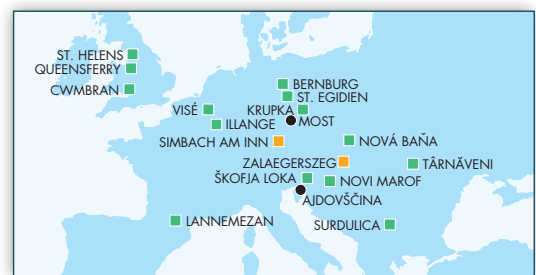 ST. HELENS
QUEENSFERRY
CWMBRAN
BERNBURG
ST. EGIDIEN
VISÉ
KRUPKA
ILLANGE
MOST
SIMBACH AM INN
NOVÁ BAŇA
ZALAEGERSZEG
TÂRNĂVENI
ŠKOFJA LOKA
NOVI MAROF
AJDOVŠČINA
LANNEMEZAN
SURDULICA